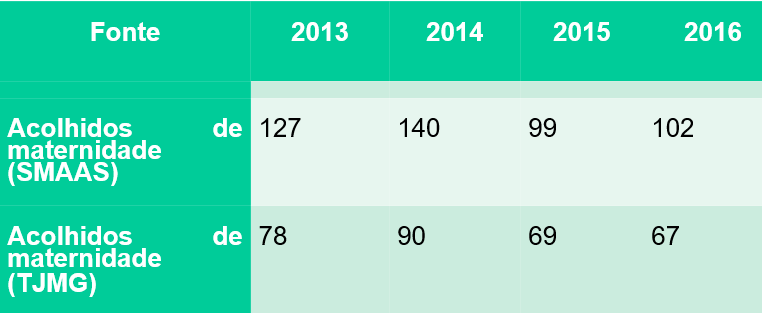 Fonte 2013 2014 2015 2016
Acolhidos de 127 140 99 102
maternidade
(SMAAS)
Acolhidos de 78 90 69 67
maternidade
(TJMG)